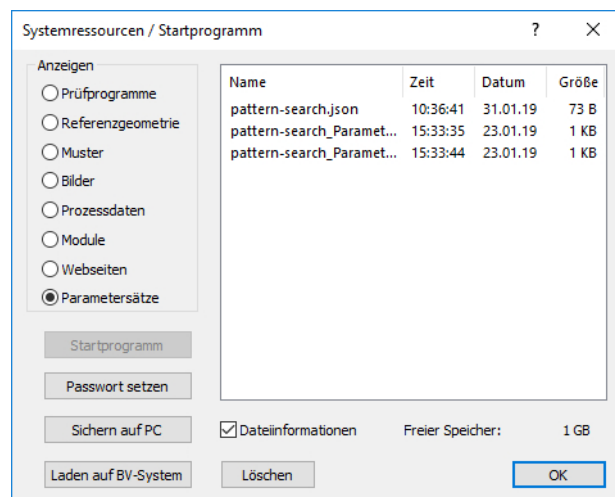 Systemressourcen / Startprogramm ?
Anzeigen
Prüfprogramme
Referenzgeometrie
Muster
Bilder
Prozessdaten
Module
Webseiten
Parametersätze
Startprogramm
Passwort setzen
Sichern auf PC
Laden auf BV-System
Name Zeit Datum Größe
pattern-search.json 10:36:41 31.01.19 73 B
pattern-search_Paramet... 15:33:35 23.01.19 1 KB
pattern-search_Paramet... 15:33:44 23.01.19 1 KB
Dateiinformationen Freier Speicher: 1 GB
Löschen OK